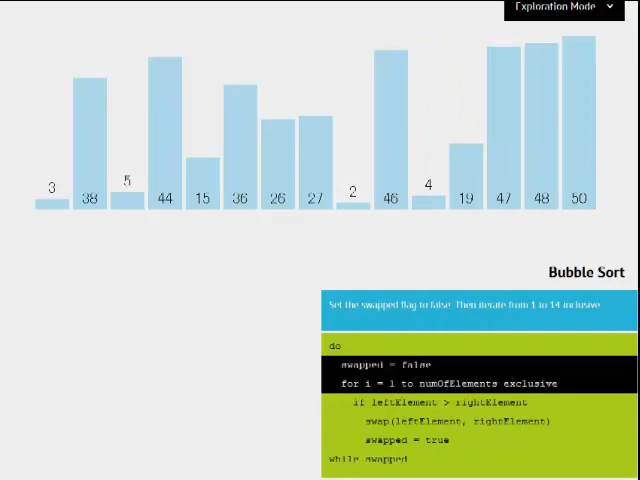 Exploration Mode
3 38 5 44 15 36 26 27 2 46 4 19 47 48 50
Bubble Sort
Set the swapped flag to false. Then iterate from 1 to 14 inclusive
do
swapped = false
for i = 1 to numOfElements exclusive
if leftElement > rightElement
swap(leftElement, rightElement)
swapped = true
while swapped